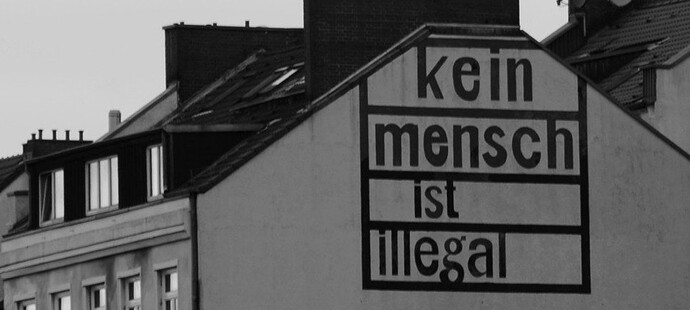 kein
mensch
ist
illegal